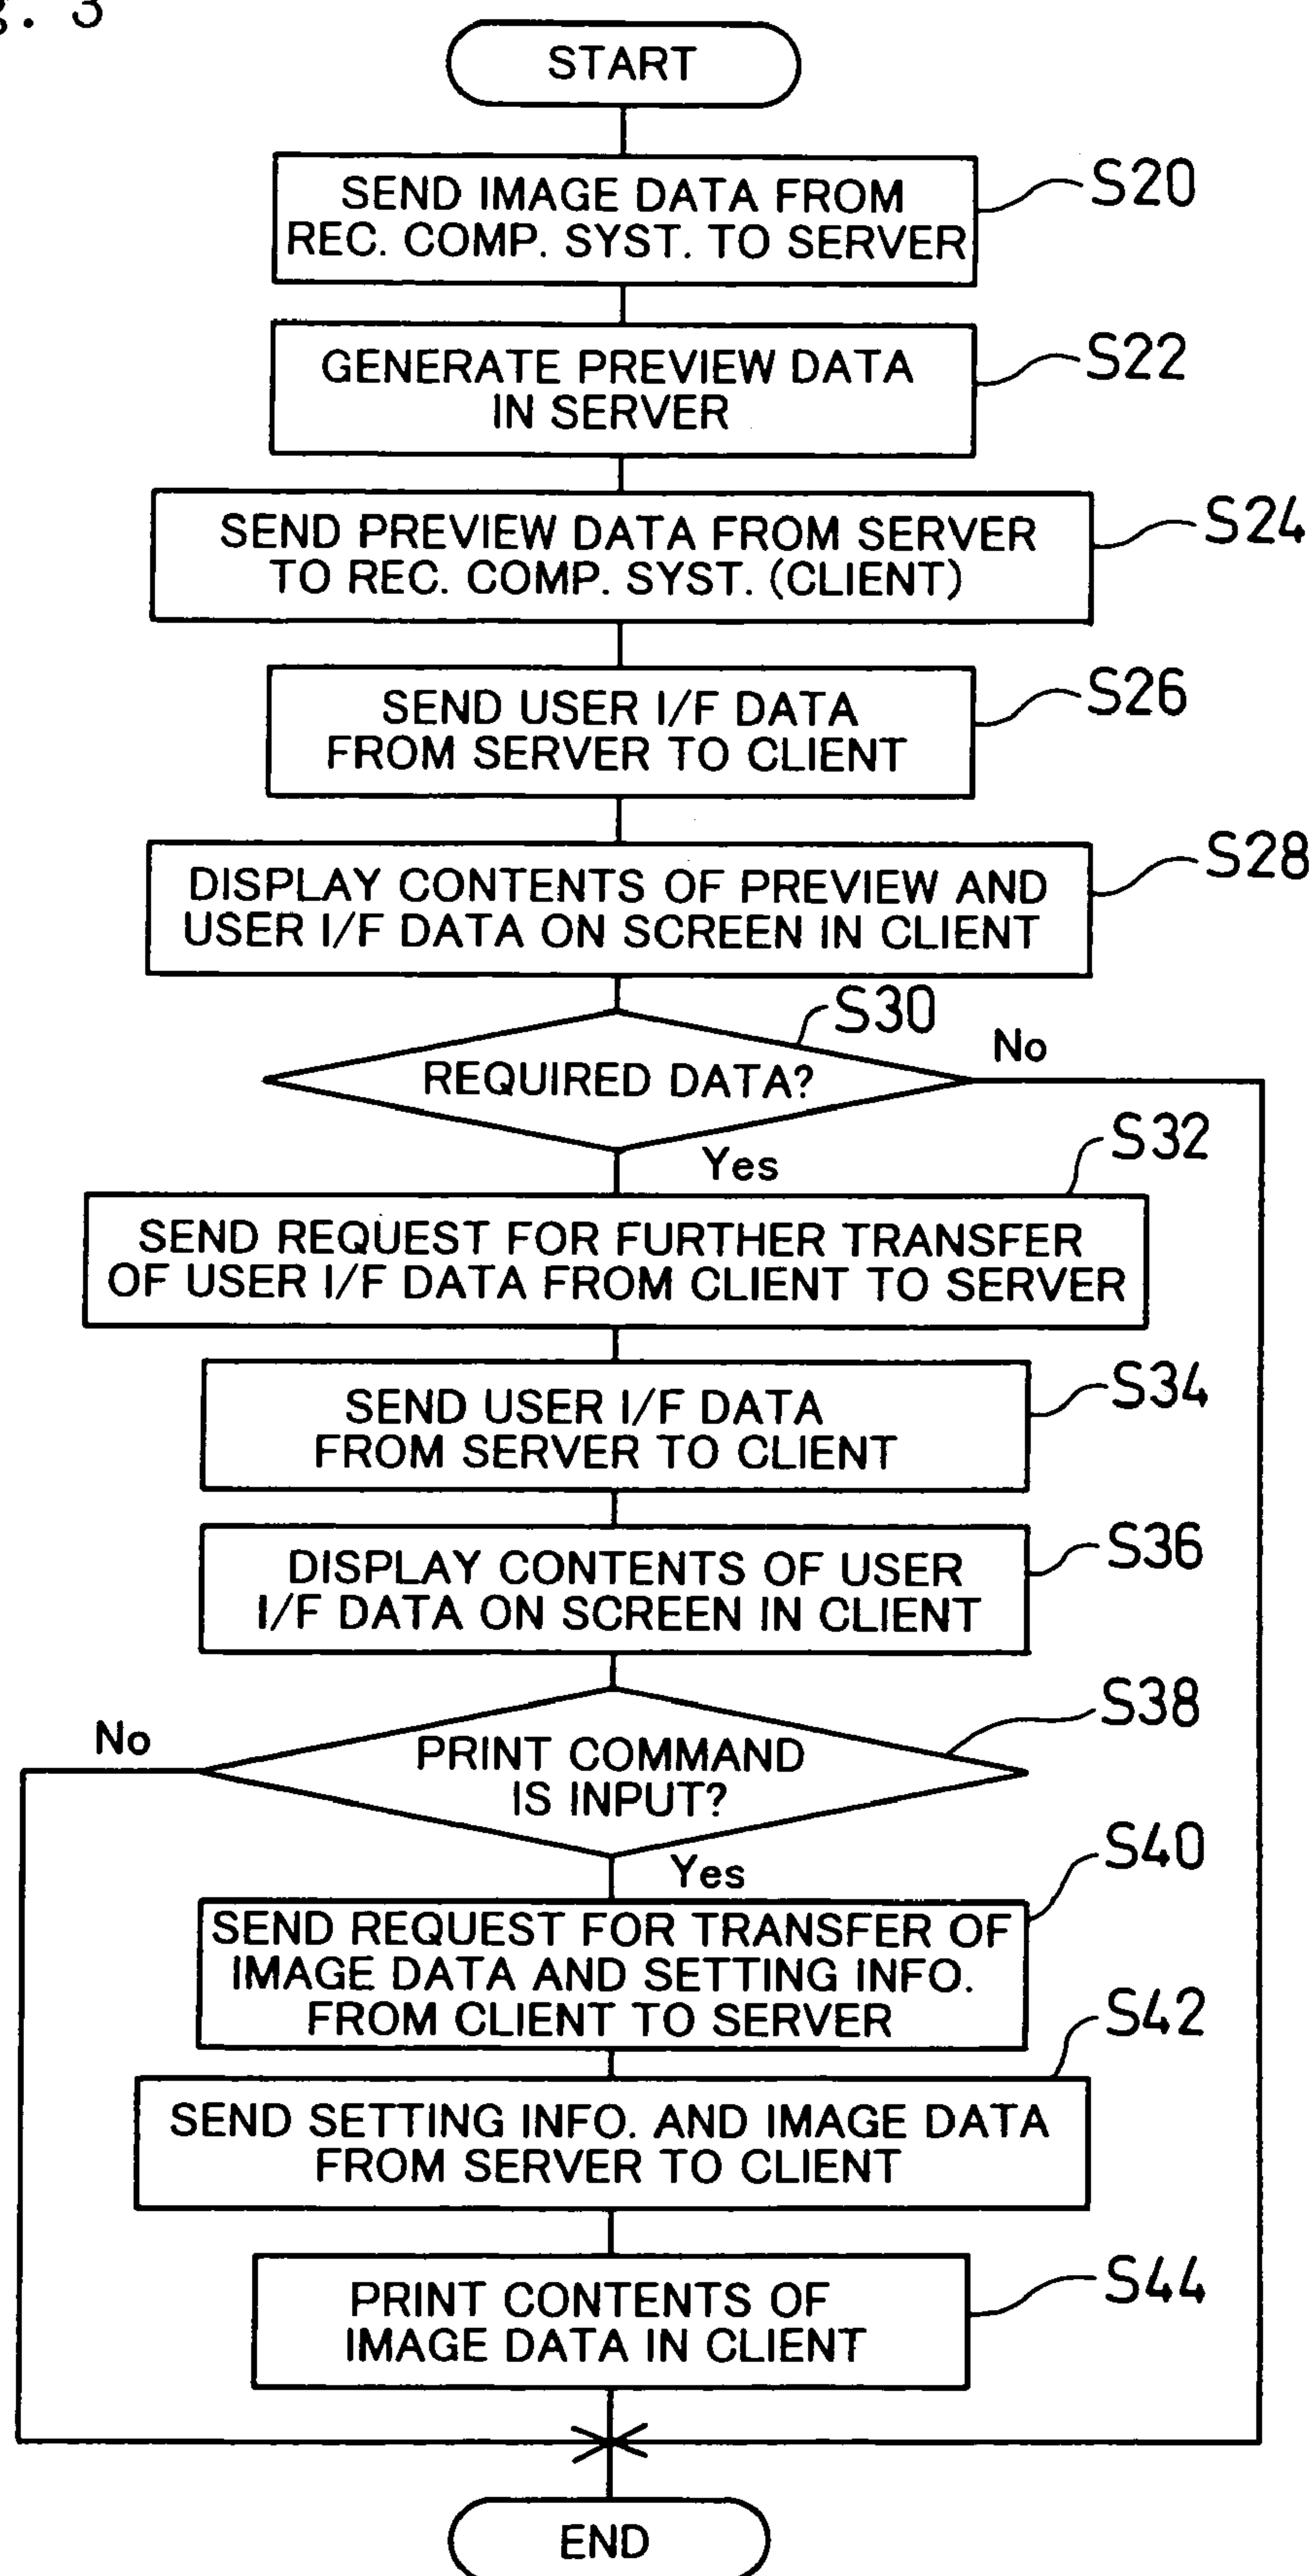 g. 3
START
SEND IMAGE DATA FROM
REC. COMP. SYST. TO SERVER
S20
GENERATE PREVIEW DATA
IN SERVER
S22
SEND PREVIEW DATA FROM SERVER
TO REC. COMP. SYST. (CLIENT)
S24
SEND USER I/F DATA
FROM SERVER TO CLIENT
S26
DISPLAY CONTENTS OF PREVIEW AND
USER I/F DATA ON SCREEN IN CLIENT
S28
S30
REQUIRED DATA?
No
Yes
S32
SEND REQUEST FOR FURTHER TRANSFER
OF USER I/F DATA FROM CLIENT TO SERVER
SEND USER I/F DATA
FROM SERVER TO CLIENT
S34
DISPLAY CONTENTS OF USER
I/F DATA ON SCREEN IN CLIENT
S36
S38
No
PRINT COMMAND
IS INPUT?
Yes
S40
SEND REQUEST FOR TRANSFER OF
IMAGE DATA AND SETTING INFO.
FROM CLIENT TO SERVER
S42
SEND SETTING INFO. AND IMAGE DATA
FROM SERVER TO CLIENT
PRINT CONTENTS OF
IMAGE DATA IN CLIENT
S44
END